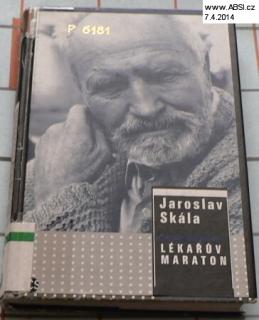 www.ABSI.cz
7.4.2014
P 6181
Jaroslav
Skála
LÉKAŘŮV
MARATON